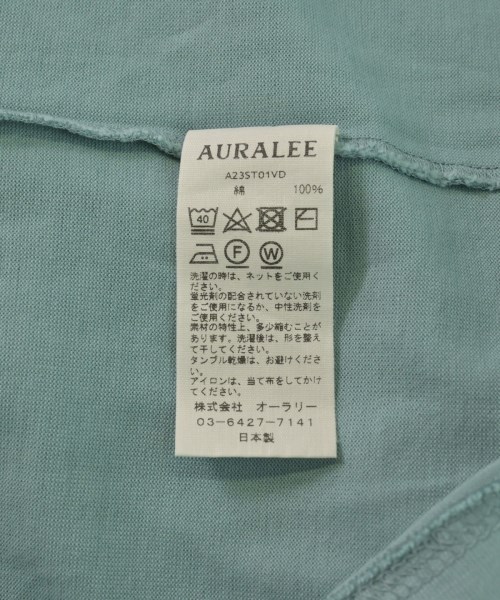 AURALEE
A23ST01VD
綿 100%
40
F W
洗濯の時は、ネットをご使用く
ださい。
蛍光剤の配合されていない洗剤
をご使用になるか、中性洗剤を
ご使用ください。
素材の特性上、多少縮むことが
あります。洗濯後は、形を整え
て干してください。
タンブル乾燥は、お避けくださ
い。
アイロンは、当て布をしてかけ
てください。
株式会社 オーラリー
03-6427-7141
日本製